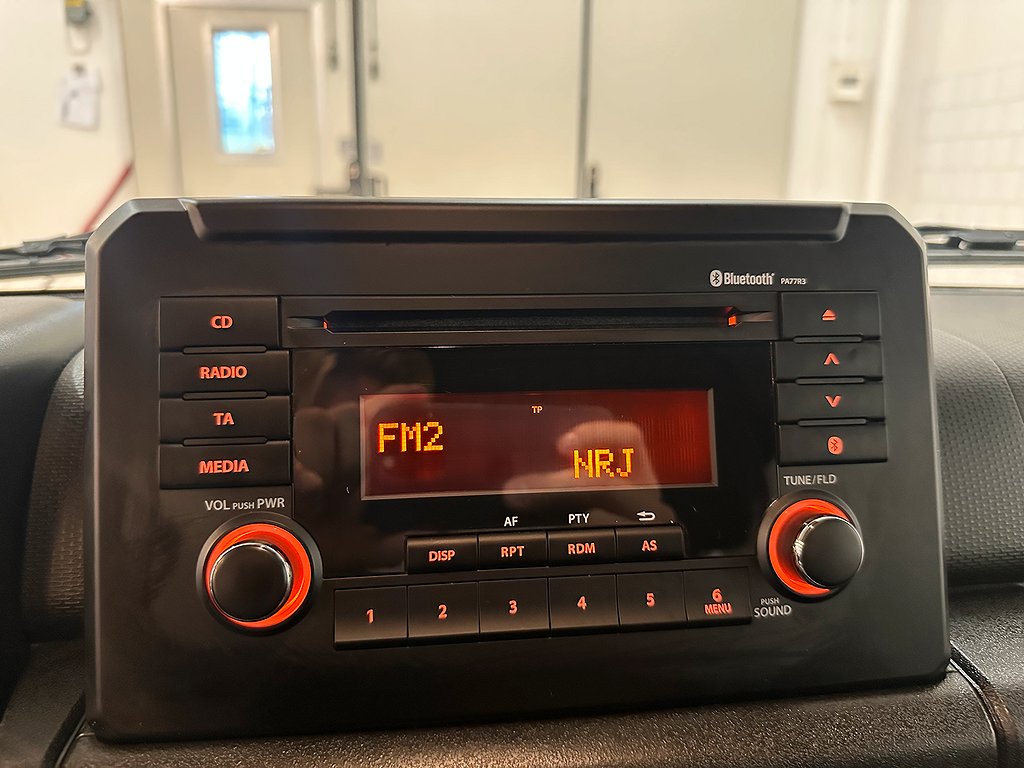 Bluetooth PA77R3
CD
RADIO
TA
MEDIA
TP
FM2
NRJ
VOL PUSH PWR
TUNE/FLD
AF PTY
DISP RPT RDM AS
1 2 3 4 5 6
MENU
PUSH
SOUND